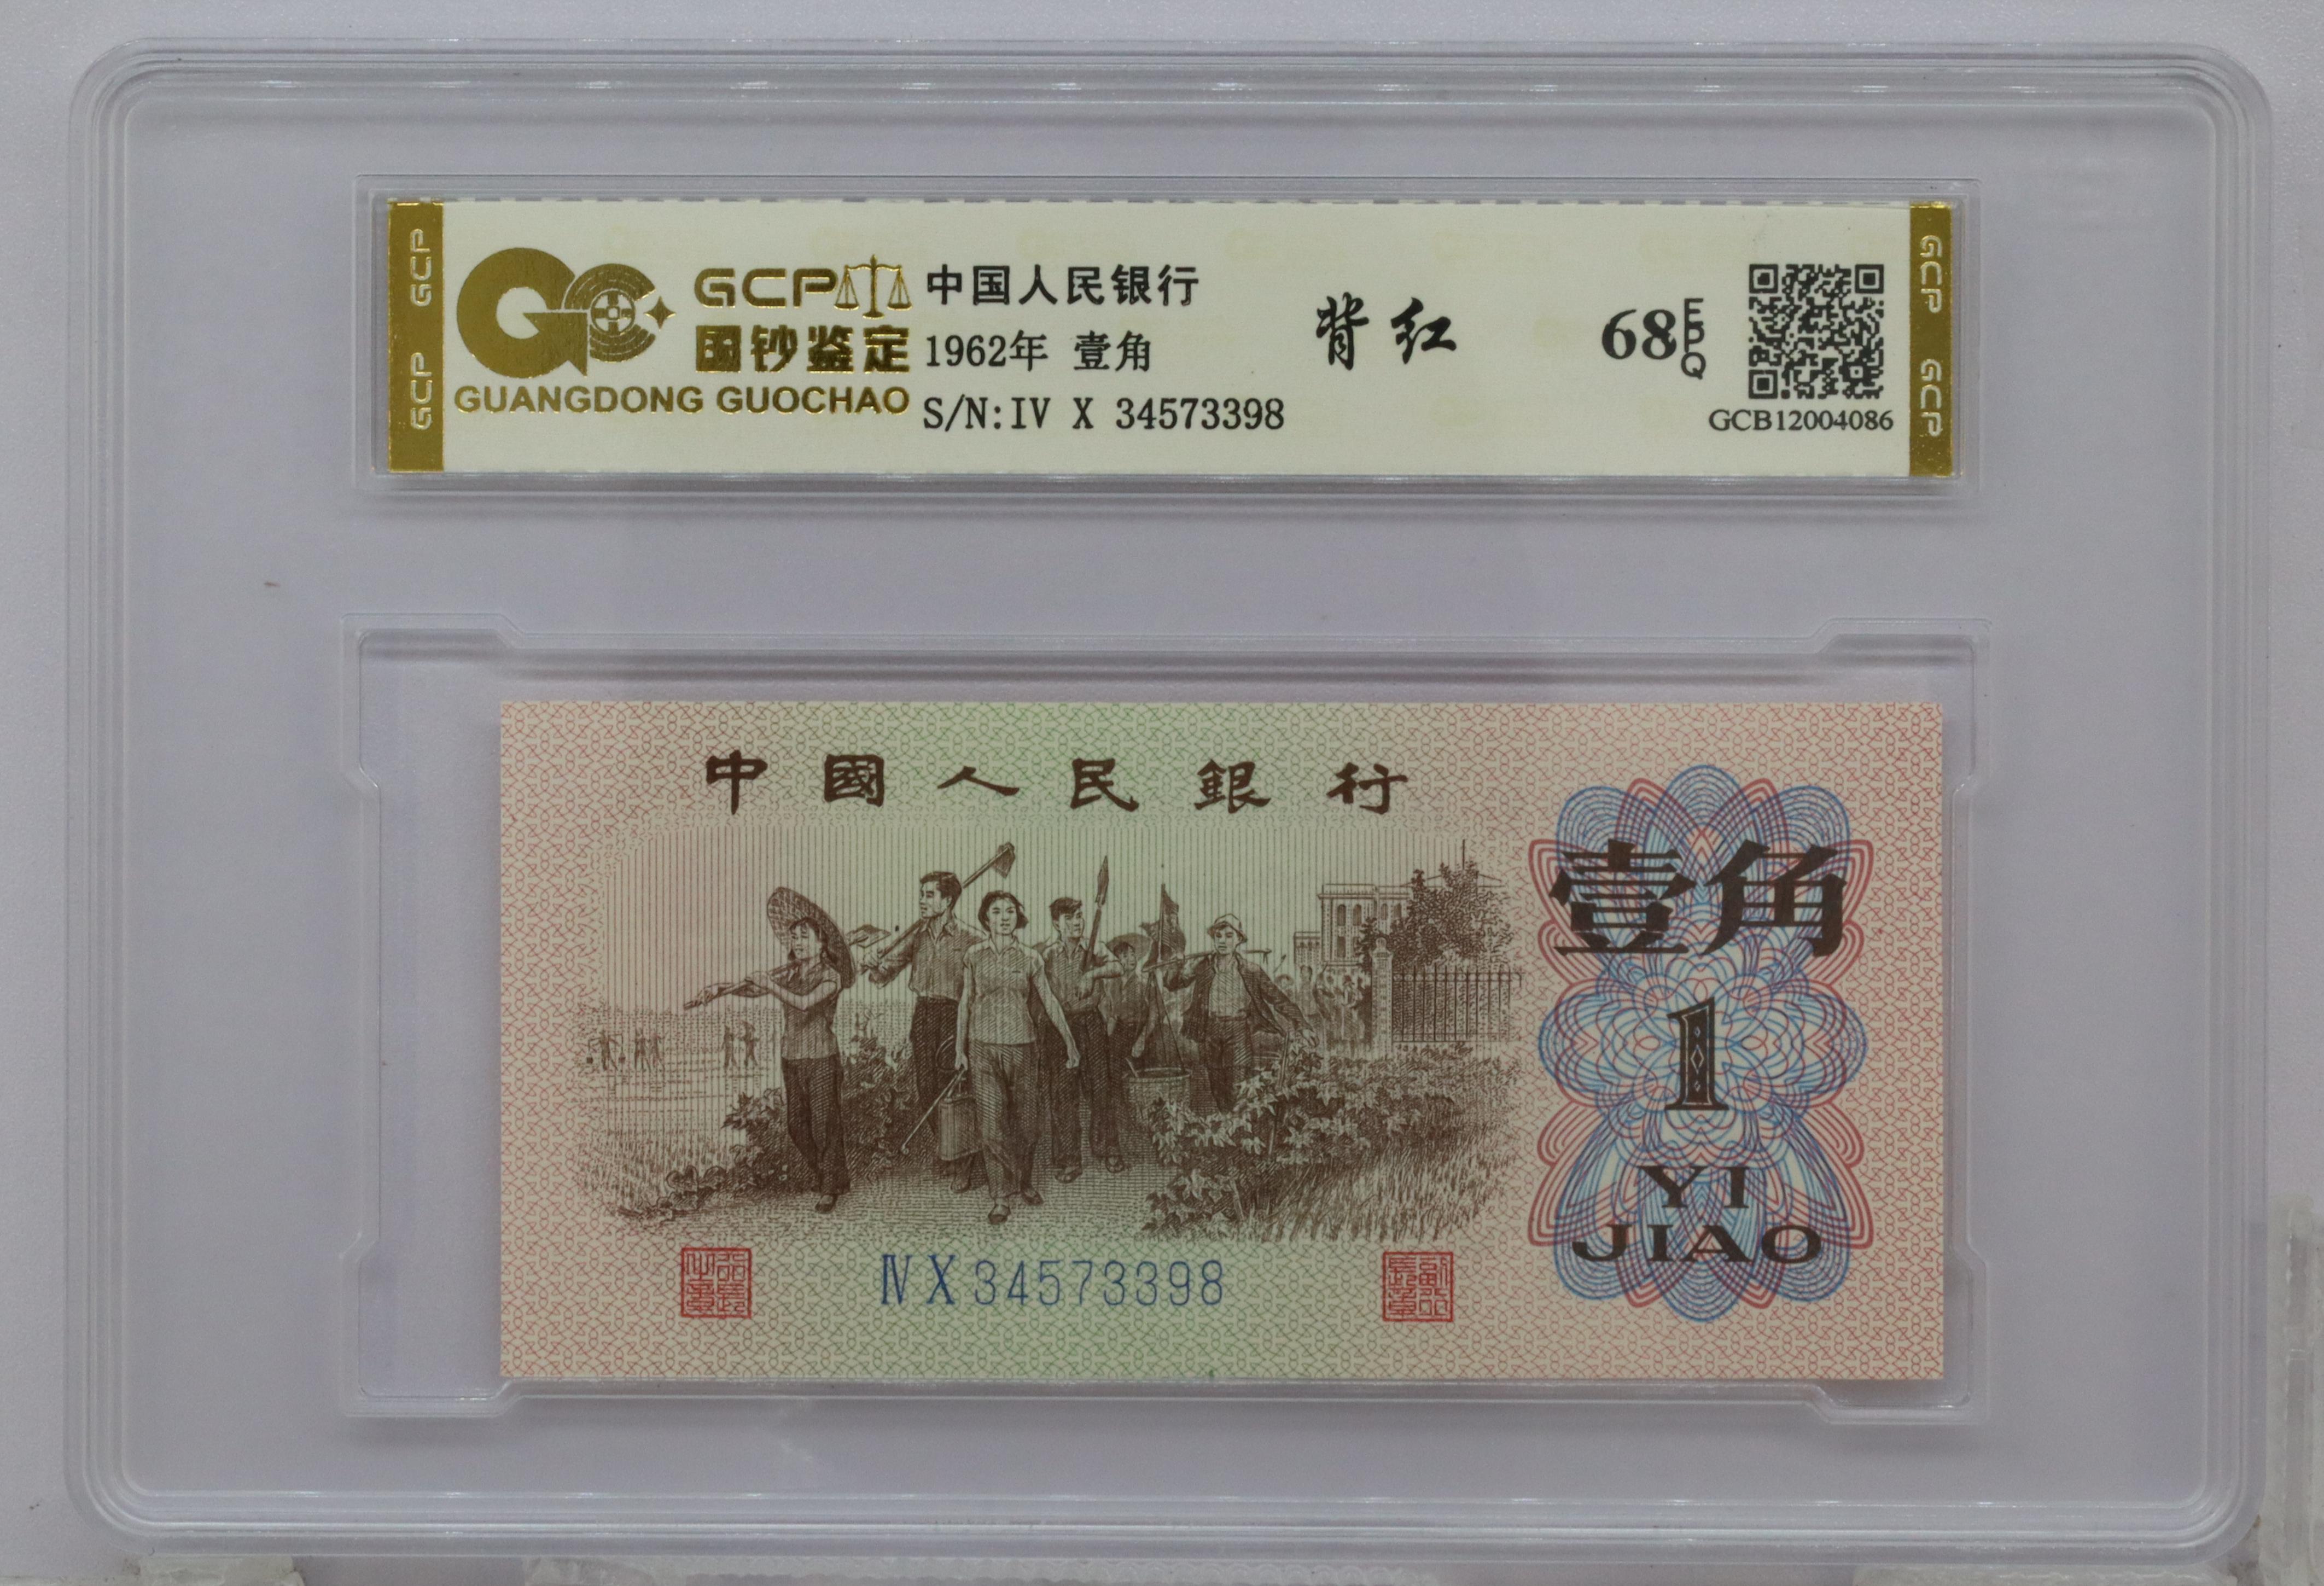 GCP
GCP
GCP
国钞鉴定
GUANGDONG GUOCHAO
中国人民银行
1962年 壹角
S/N:IV X 34573398
背红
68 EPQ
GCB12004086
GCP
GCP
中國人民銀行
壹角
1
YI
JIAO
ⅣX34573398